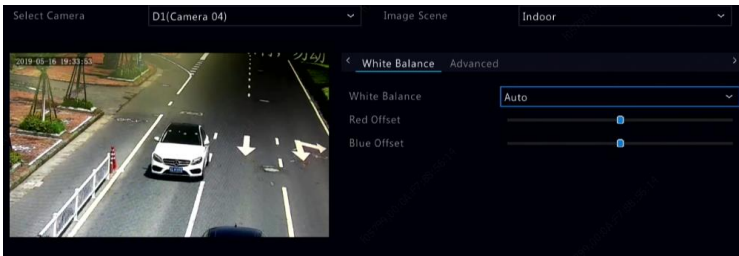 Select Camera
D1(Camera 04)
Image Scene
Indoor
2019-05-16 19:33:53
White Balance
Advanced
White Balance
Auto
Red Offset
Blue Offset